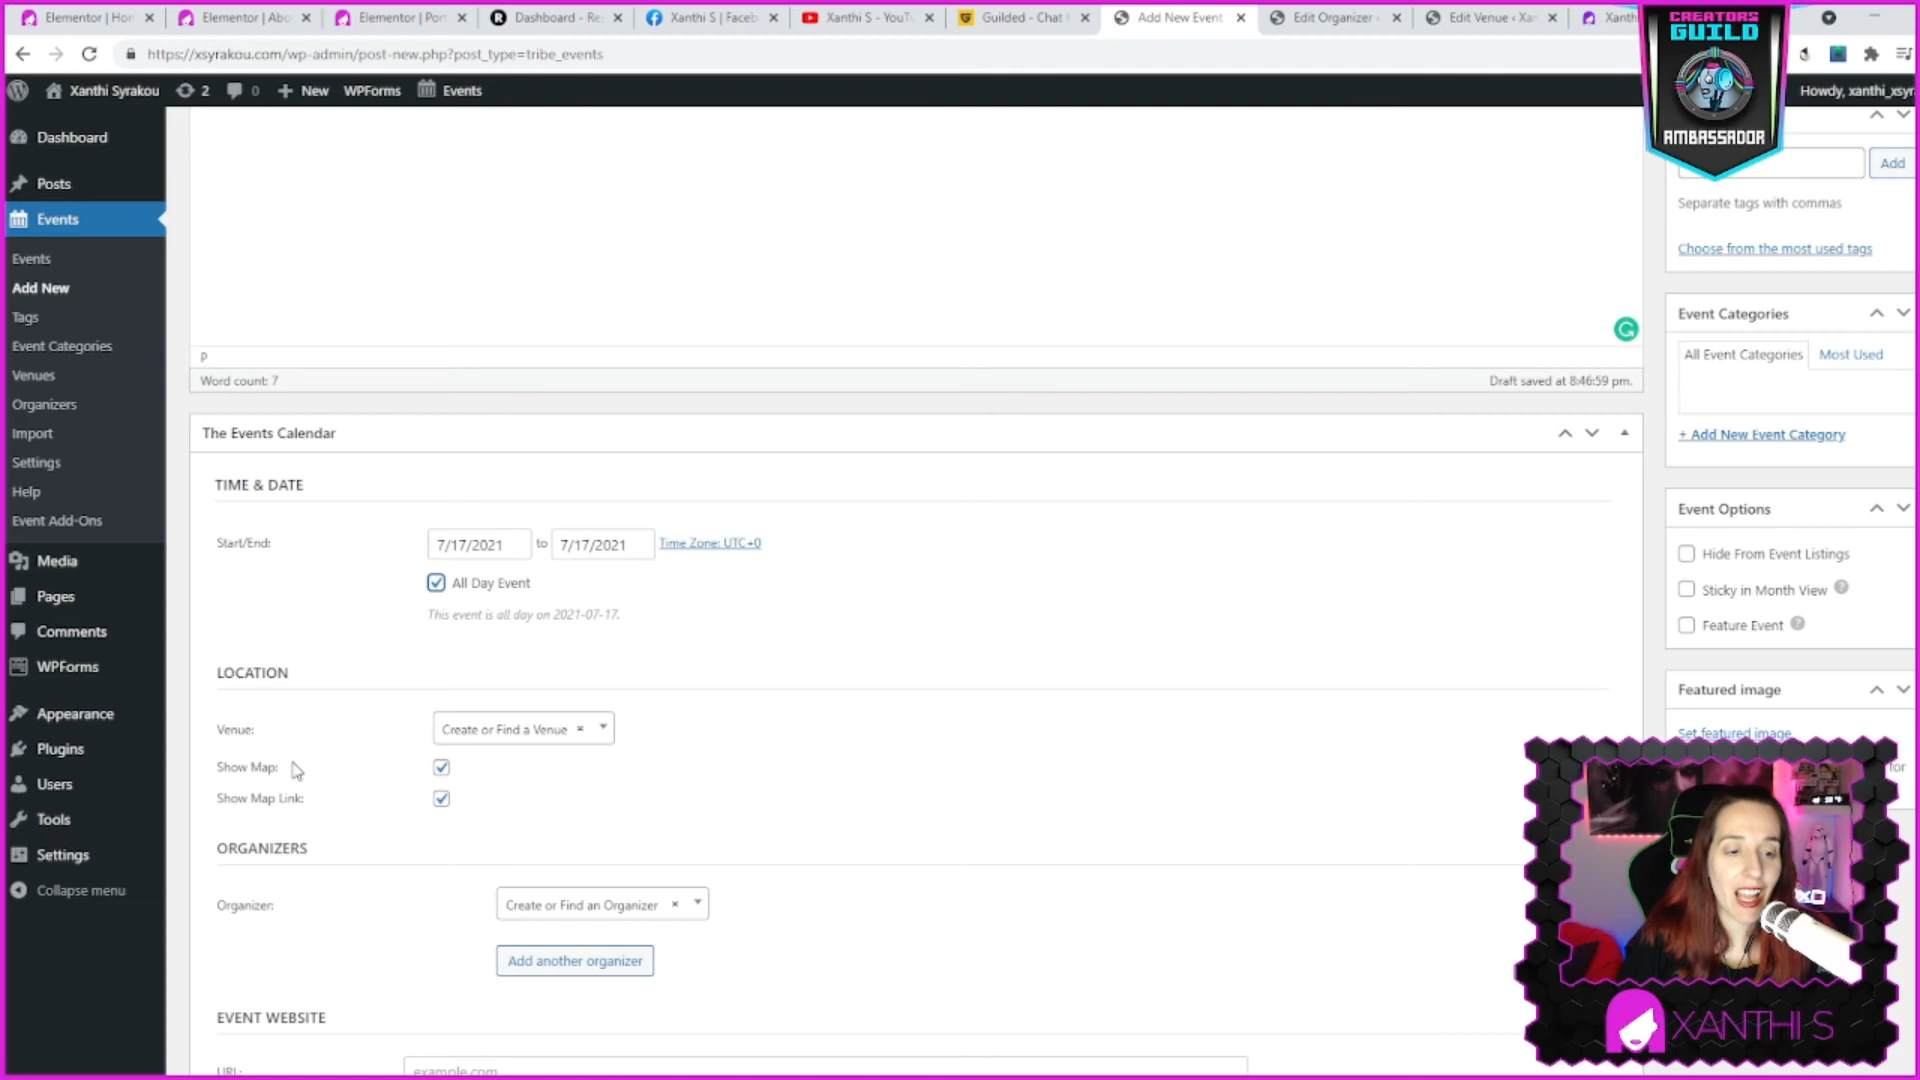 Elementor | Hon
Elementor | Abo
Elementor | Port
Dashboard - Re
Xanthi S | Faceb
Xanthi S - YouTu
Guilded - Chat f
Add New Event
Edit Organizer ‹
Edit Venue ‹ Xan
Xanth
https://xsyrakou.com/wp-admin/post-new.php?post_type=tribe_events
CREATORS
GUILD
AMBASSADOR
Xanthi Syrakou
2
0
New
WPForms
Events
Howdy, xanthi_xsyr
Dashboard
Posts
Events
Events
Add New
Tags
Event Categories
Venues
Organizers
Import
Settings
Help
Event Add-Ons
Media
Pages
Comments
WPForms
Appearance
Plugins
Users
Tools
Settings
Collapse menu
p
Word count: 7
Draft saved at 8:46:59 pm.
The Events Calendar
TIME & DATE
Start/End:
7/17/2021 to 7/17/2021 Time Zone: UTC+0
All Day Event
This event is all day on 2021-07-17.
LOCATION
Venue:
Create or Find a Venue ×
Show Map:
Show Map Link:
ORGANIZERS
Organizer:
Create or Find an Organizer ×
Add another organizer
EVENT WEBSITE
URL:
example.com
Add
Separate tags with commas
Choose from the most used tags
Event Categories
All Event Categories
Most Used
+ Add New Event Category
Event Options
Hide From Event Listings
Sticky in Month View
Feature Event
Featured image
Set featured image
for
XO
XANTHI S